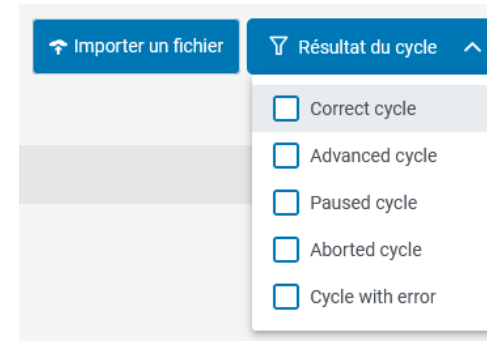 Importer un fichier
Résultat du cycle
Correct cycle
Advanced cycle
Paused cycle
Aborted cycle
Cycle with error